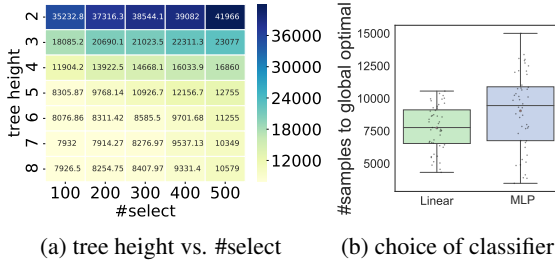 tree height
2 35232.8 37316.3 38544.1 39082 41966
3 18085.2 20690.1 21023.5 22311.3 23077
4 11904.2 13922.5 14668.1 16033.9 16860
5 8305.87 9768.14 10926.7 12156.7 12755
6 8076.86 8311.42 8585.5 9701.68 11255
7 7932 7914.27 8276.97 9537.13 10349
8 7926.5 8254.75 8407.97 9331.4 10579
100 200 300 400 500
#select
36000
30000
24000
18000
12000
(a) tree height vs. #select
#samples to global optimal
15000
12500
10000
7500
5000
Linear MLP
(b) choice of classifier